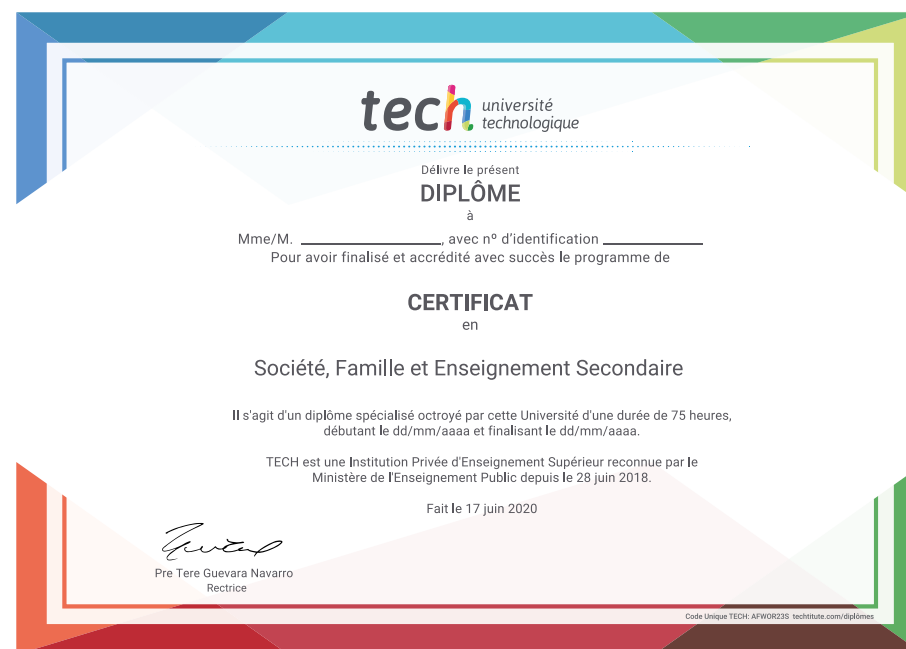 tech université
technologique
Délivre le présent
DIPLÔME
à
Mme/M. ____________________, avec nº d'identification ______________
Pour avoir finalisé et accrédité avec succès le programme de
CERTIFICAT
en
Société, Famille et Enseignement Secondaire
Il s'agit d'un diplôme spécialisé octroyé par cette Université d'une durée de 75 heures,
débutant le dd/mm/aaaa et finalisant le dd/mm/aaaa.
TECH est une Institution Privée d'Enseignement Supérieur reconnue par le
Ministère de l'Enseignement Public depuis le 28 juin 2018.
Fait le 17 juin 2020
Pre Tere Guevara Navarro
Rectrice
Code Unique TECH: AFWOR23S techtitute.com/diplômes